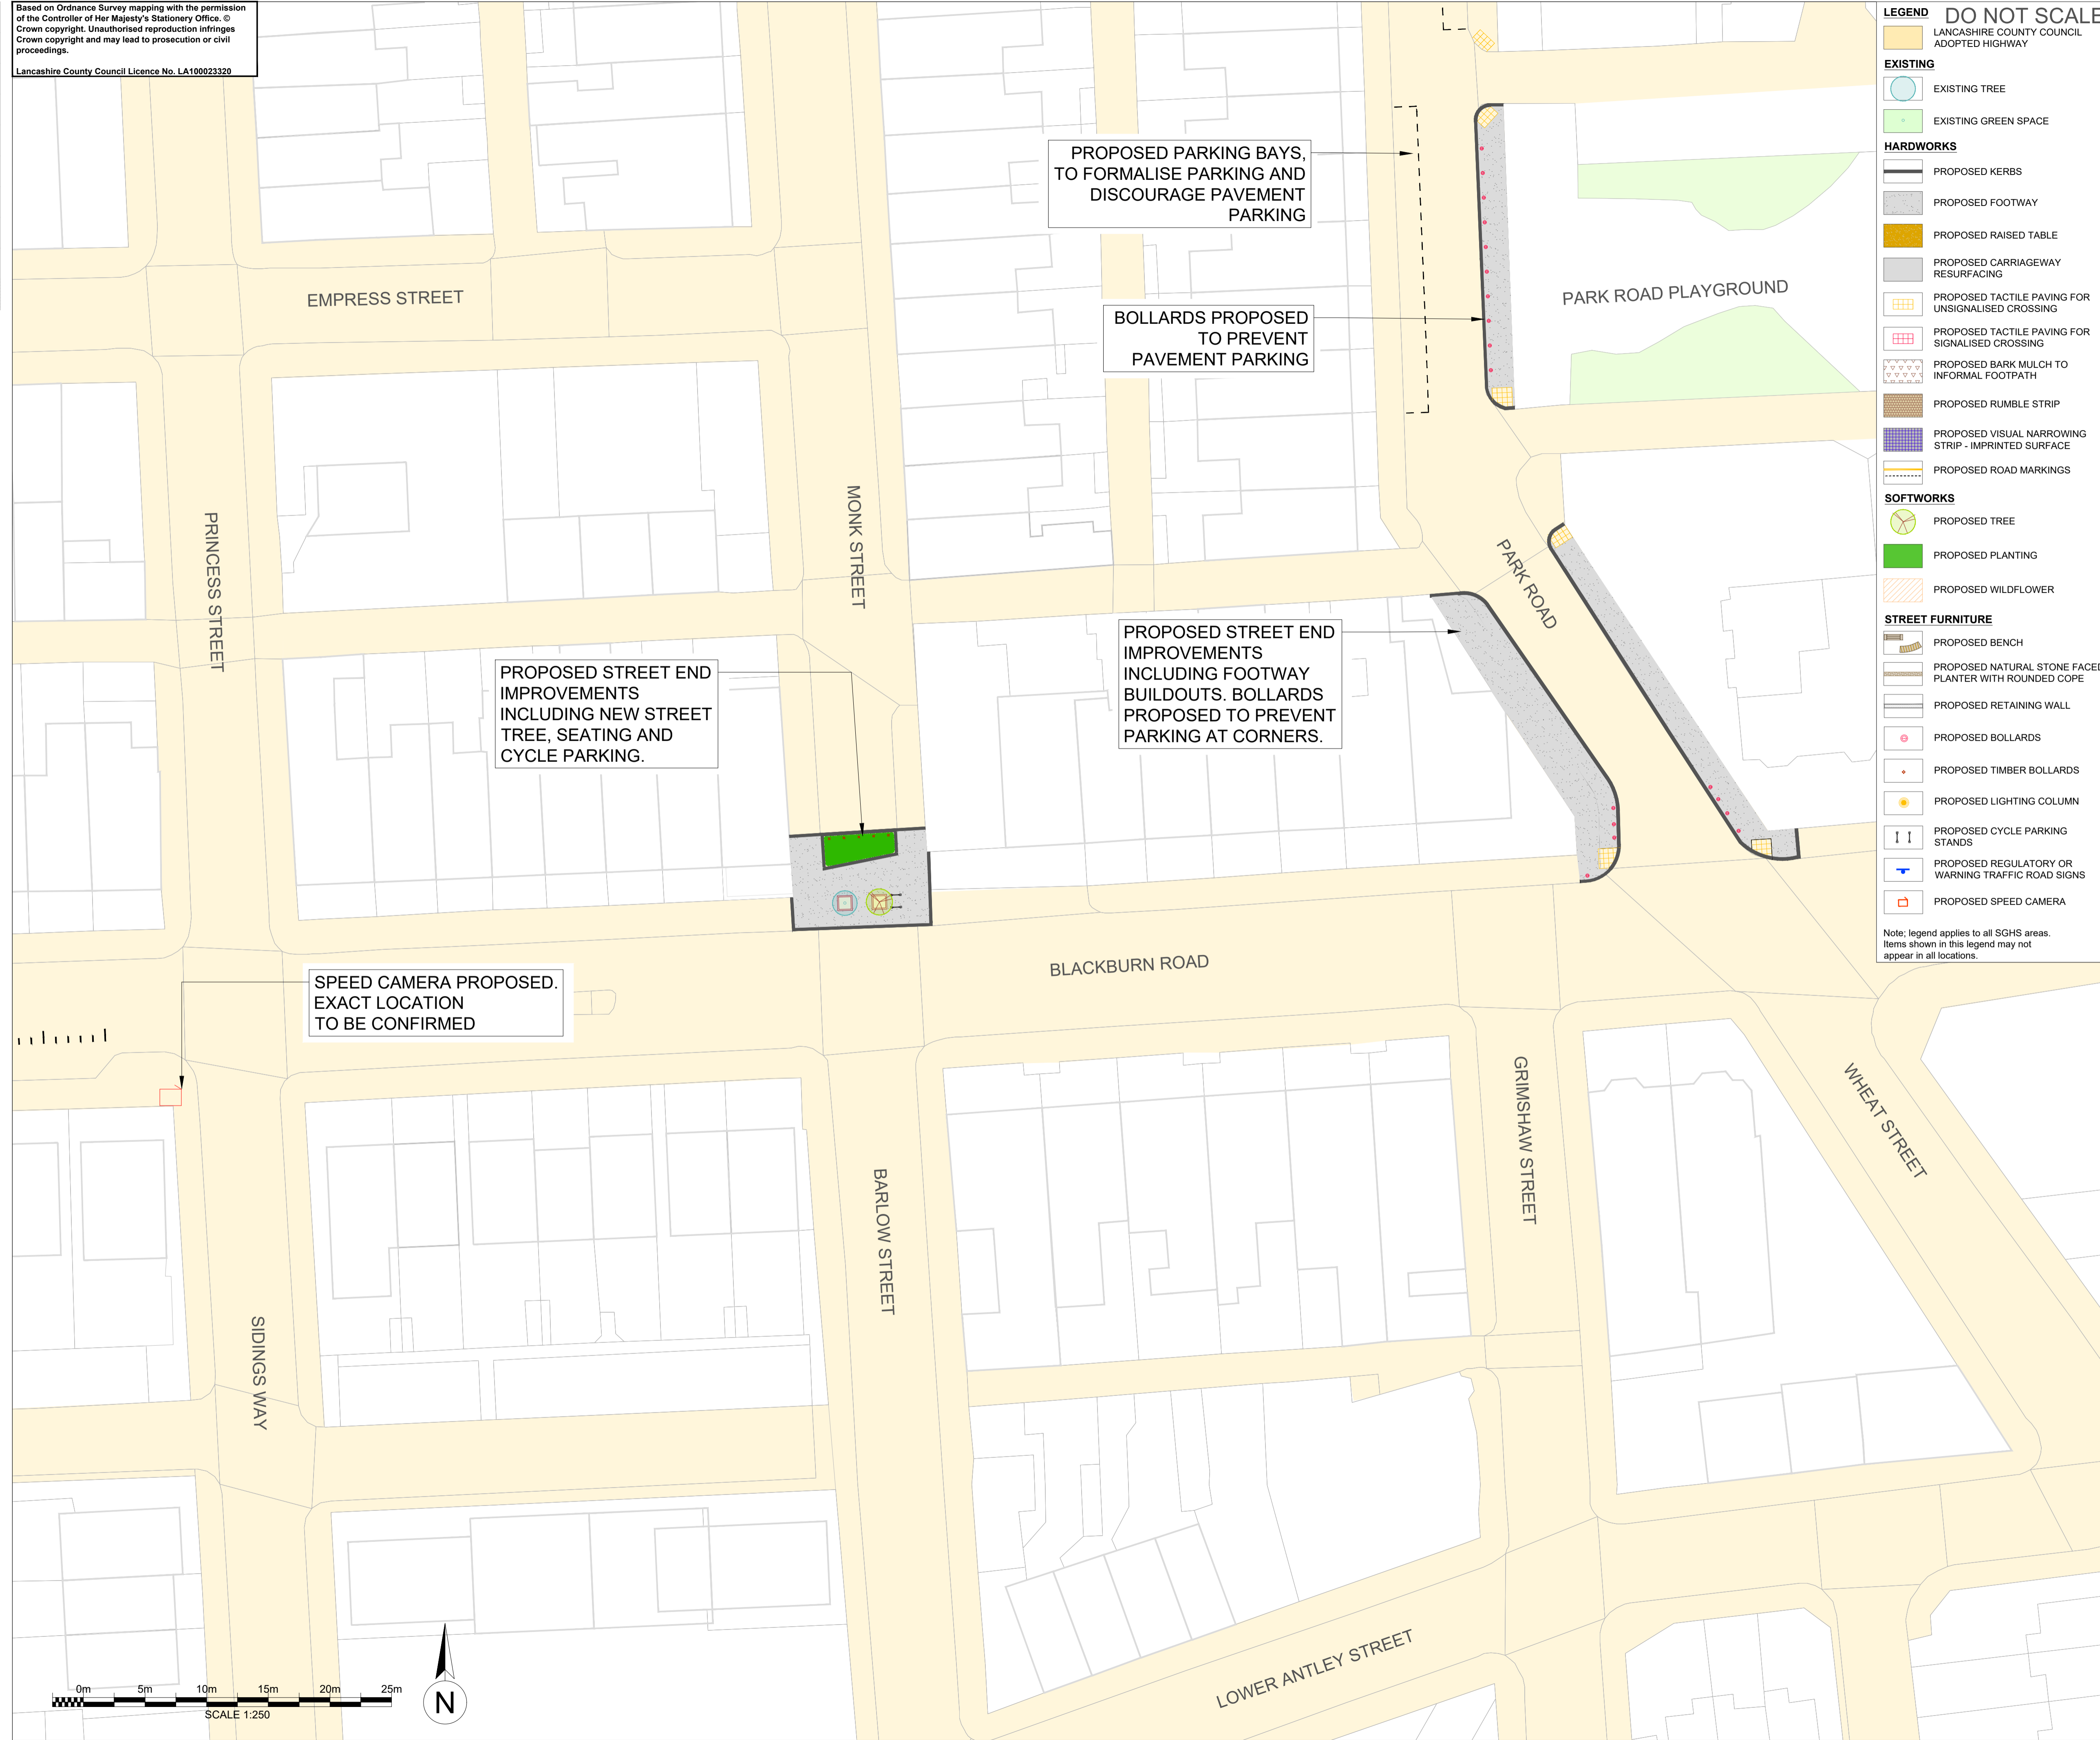 Based on Ordnance Survey mapping with the permission
of the Controller of Her Majesty's Stationery Office. ©
Crown copyright. Unauthorised reproduction infringes
Crown copyright and may lead to prosecution or civil
proceedings.
Lancashire County Council Licence No. LA100023320
PROPOSED PARKING BAYS,
TO FORMALISE PARKING AND
DISCOURAGE PAVEMENT
PARKING
EMPRESS STREET
PARK ROAD PLAYGROUND
BOLLARDS PROPOSED
TO PREVENT
PAVEMENT PARKING
PRINCESS STREET
MONK STREET
PARK ROAD
PROPOSED STREET END
IMPROVEMENTS
INCLUDING NEW STREET
TREE, SEATING AND
CYCLE PARKING.
PROPOSED STREET END
IMPROVEMENTS
INCLUDING FOOTWAY
BUILDOUTS. BOLLARDS
PROPOSED TO PREVENT
PARKING AT CORNERS.
BLACKBURN ROAD
SPEED CAMERA PROPOSED.
EXACT LOCATION
TO BE CONFIRMED
GRIMSHAW STREET
WHEAT STREET
BARLOW STREET
SIDINGS WAY
LOWER ANTLEY STREET
0m 5m 10m 15m 20m 25m
SCALE 1:250
N
LEGEND DO NOT SCALE
LANCASHIRE COUNTY COUNCIL
ADOPTED HIGHWAY
EXISTING
EXISTING TREE
EXISTING GREEN SPACE
HARDWORKS
PROPOSED KERBS
PROPOSED FOOTWAY
PROPOSED RAISED TABLE
PROPOSED CARRIAGEWAY
RESURFACING
PROPOSED TACTILE PAVING FOR
UNSIGNALISED CROSSING
PROPOSED TACTILE PAVING FOR
SIGNALISED CROSSING
PROPOSED BARK MULCH TO
INFORMAL FOOTPATH
PROPOSED RUMBLE STRIP
PROPOSED VISUAL NARROWING
STRIP - IMPRINTED SURFACE
PROPOSED ROAD MARKINGS
SOFTWORKS
PROPOSED TREE
PROPOSED PLANTING
PROPOSED WILDFLOWER
STREET FURNITURE
PROPOSED BENCH
PROPOSED NATURAL STONE FACED
PLANTER WITH ROUNDED COPE
PROPOSED RETAINING WALL
PROPOSED BOLLARDS
PROPOSED TIMBER BOLLARDS
PROPOSED LIGHTING COLUMN
PROPOSED CYCLE PARKING
STANDS
PROPOSED REGULATORY OR
WARNING TRAFFIC ROAD SIGNS
PROPOSED SPEED CAMERA
Note; legend applies to all SGHS areas.
Items shown in this legend may not
appear in all locations.